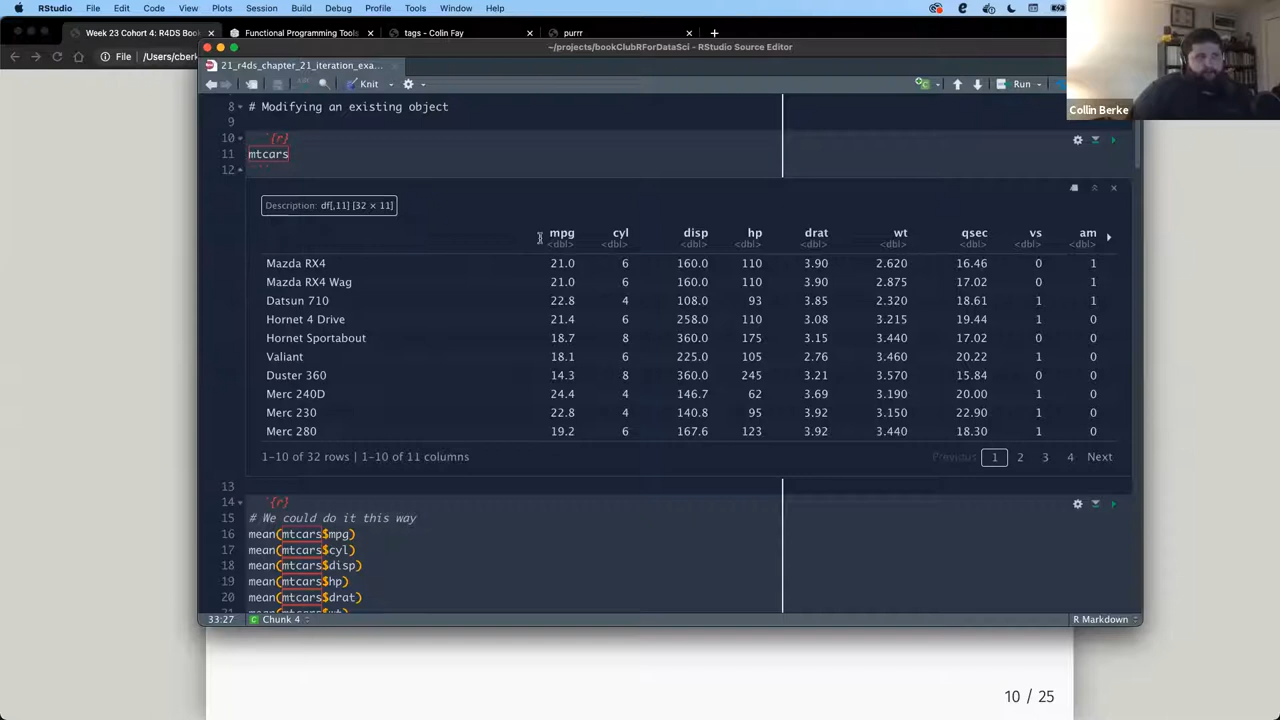 RStudio File Edit Code View Plots Session Build Debug Profile Tools Window Help
Week 23 Cohort 4: R4DS Boo Functional Programming Tools tags - Colin Fay purrr
File /Users/cberk
~/projects/bookClubRForDataSci - RStudio Source Editor
21_r4ds_chapter_21_iteration_exa...
Knit Run
8 # Modifying an existing object
9
10 `{r}
11 mtcars
12
Description: df[,11] [32 × 11]
mpg cyl disp hp drat wt qsec vs am
<dbl> <dbl> <dbl> <dbl> <dbl> <dbl> <dbl> <dbl> <dbl>
Mazda RX4 21.0 6 160.0 110 3.90 2.620 16.46 0 1
Mazda RX4 Wag 21.0 6 160.0 110 3.90 2.875 17.02 0 1
Datsun 710 22.8 4 108.0 93 3.85 2.320 18.61 1 1
Hornet 4 Drive 21.4 6 258.0 110 3.08 3.215 19.44 1 0
Hornet Sportabout 18.7 8 360.0 175 3.15 3.440 17.02 0 0
Valiant 18.1 6 225.0 105 2.76 3.460 20.22 1 0
Duster 360 14.3 8 360.0 245 3.21 3.570 15.84 0 0
Merc 240D 24.4 4 146.7 62 3.69 3.190 20.00 1 0
Merc 230 22.8 4 140.8 95 3.92 3.150 22.90 1 0
Merc 280 19.2 6 167.6 123 3.92 3.440 18.30 1 0
1-10 of 32 rows | 1-10 of 11 columns Previous 1 2 3 4 Next
13
14 `{r}
15 # We could do it this way
16 mean(mtcars$mpg)
17 mean(mtcars$cyl)
18 mean(mtcars$disp)
19 mean(mtcars$hp)
20 mean(mtcars$drat)
21 mean(mtcars$wt)
33:27 Chunk 4 R Markdown
10 / 25
Collin Berke